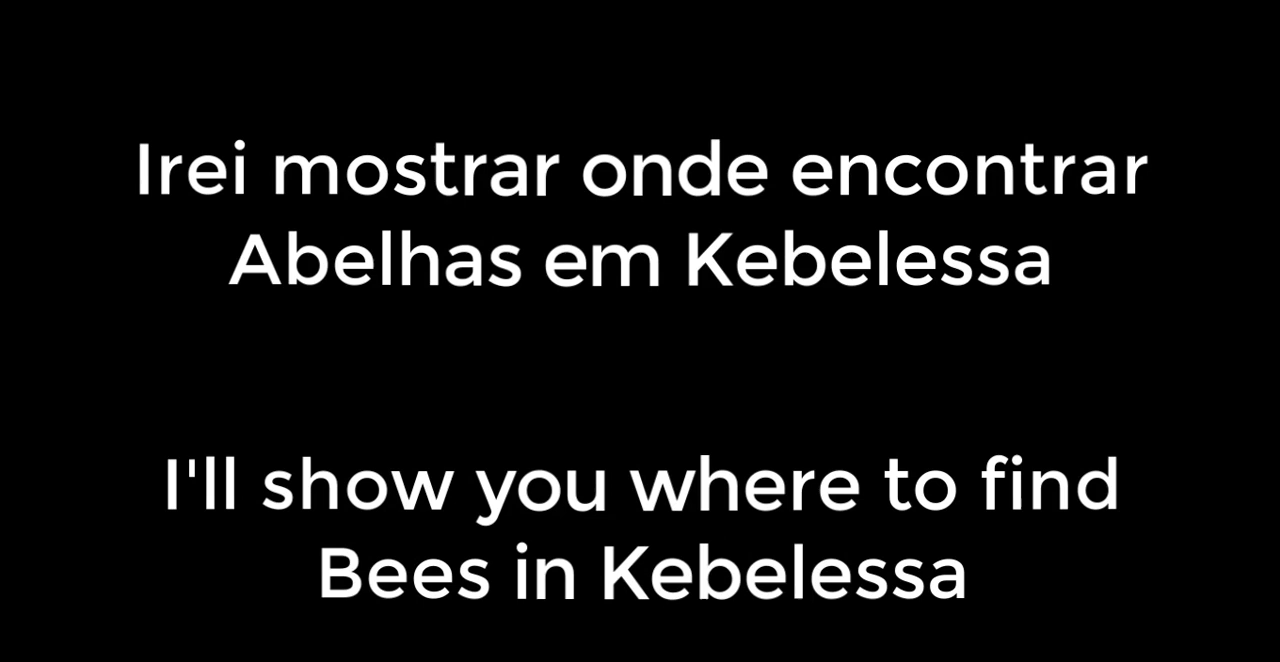 Irei mostrar onde encontrar
Abelhas em Kebelessa
I'll show you where to find
Bees in Kebelessa